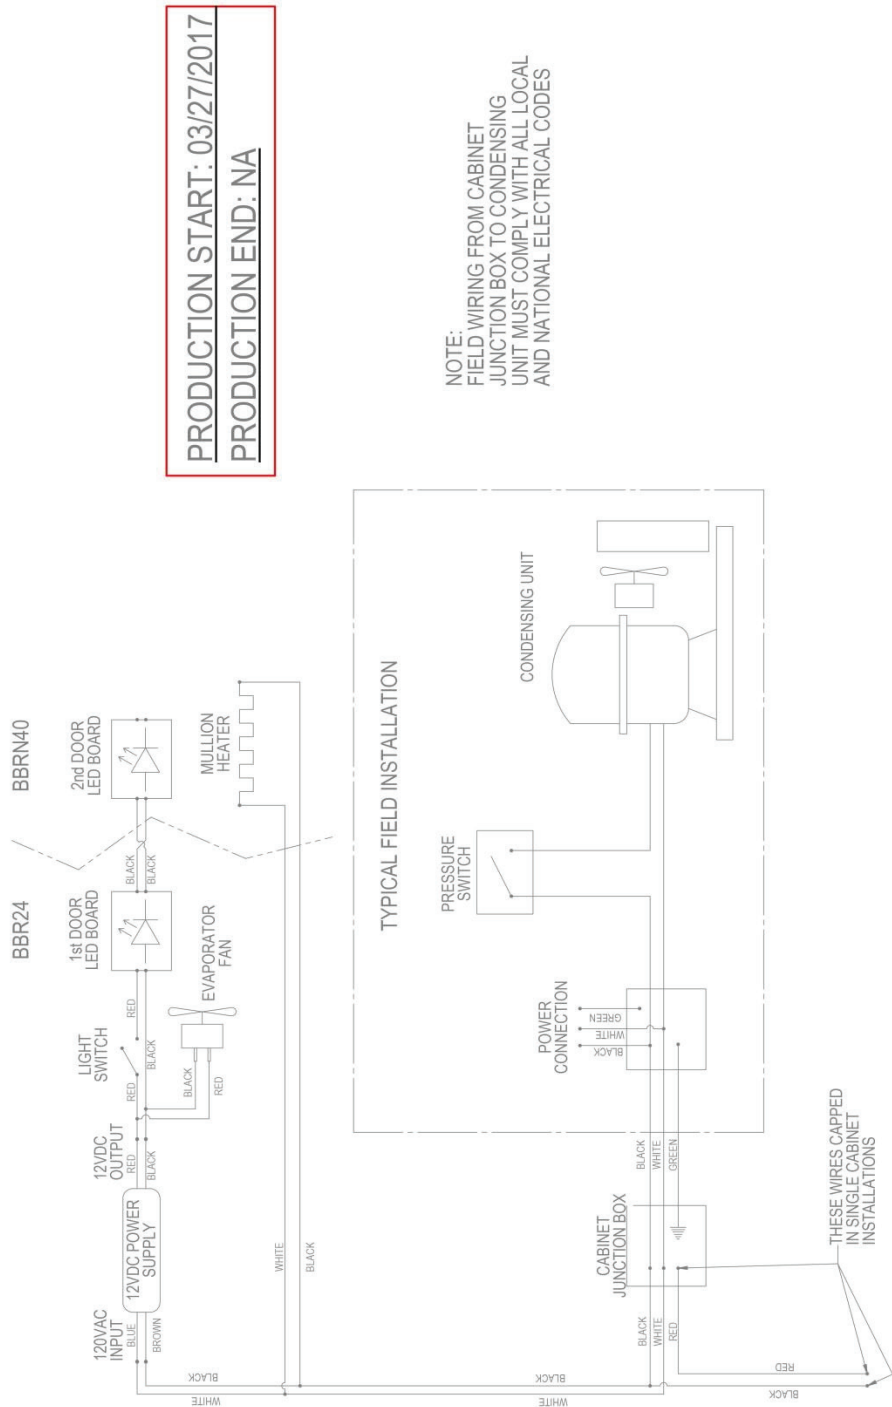 BBR24
BBRN40
PRODUCTION START: 03/27/2017
PRODUCTION END: NA
120VAC
INPUT
BLUE
BROWN
12VDC POWER
SUPPLY
12VDC
OUTPUT
RED
BLACK
LIGHT
SWITCH
RED
RED
BLACK
1st DOOR
LED BOARD
BLACK
BLACK
2nd DOOR
LED BOARD
BLACK
RED
EVAPORATOR
FAN
MULLION
HEATER
WHITE
BLACK
BLACK
WHITE
BLACK
WHITE
TYPICAL FIELD INSTALLATION
PRESSURE
SWITCH
CONDENSING UNIT
POWER
CONNECTION
BLACK
WHITE
GREEN
NOTE:
FIELD WIRING FROM CABINET
JUNCTION BOX TO CONDENSING
UNIT MUST COMPLY WITH ALL LOCAL
AND NATIONAL ELECTRICAL CODES
CABINET
JUNCTION BOX
BLACK
WHITE
RED
BLACK
WHITE
GREEN
RED
BLACK
THESE WIRES CAPPED
IN SINGLE CABINET
INSTALLATIONS